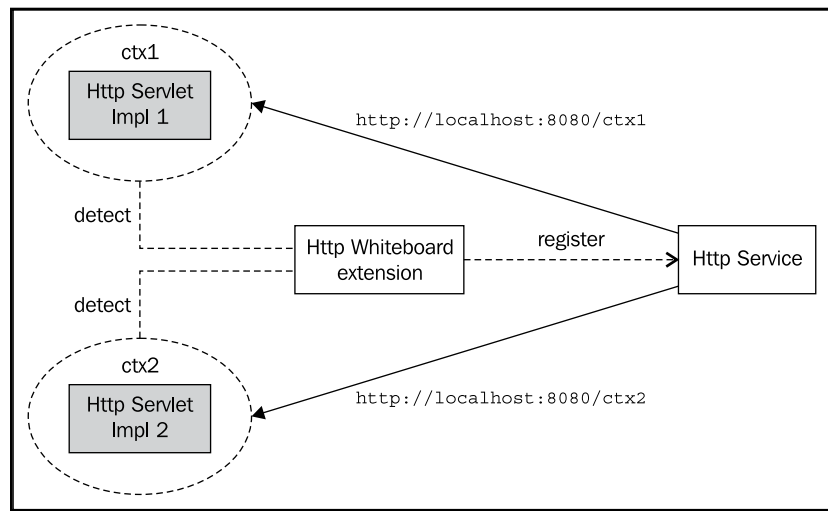 ctx1
Http Servlet
Impl 1
http://localhost:8080/ctx1
detect
Http Whiteboard
extension
register
Http Service
detect
ctx2
Http Servlet
Impl 2
http://localhost:8080/ctx2